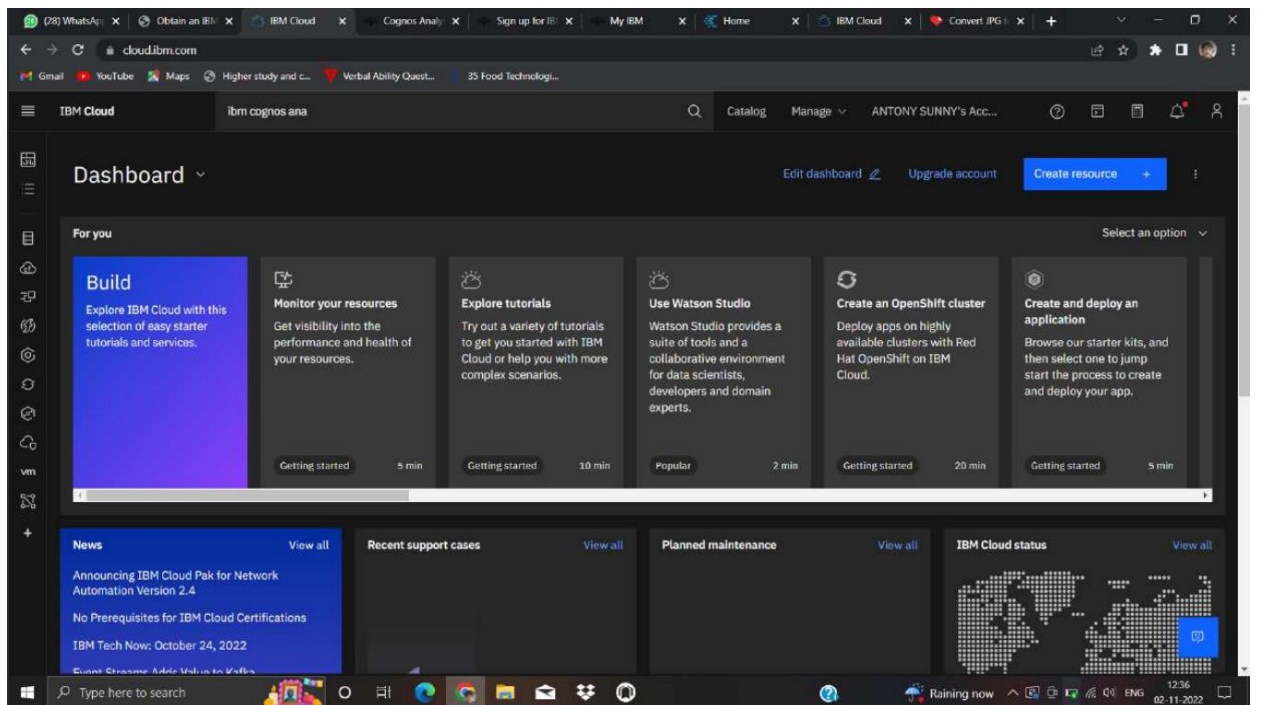 (28) WhatsAp
Obtain an IBM
IBM Cloud
Cognos Analy
Sign up for IB
My IBM
Home
IBM Cloud
Convert JPG t
cloud.ibm.com
Gmail
YouTube
Maps
Higher study and c...
Verbal Ability Quest...
35 Food Technologi...
IBM Cloud
ibm cognos ana
Catalog
Manage
ANTONY SUNNY's Acc...
Dashboard
Edit dashboard
Upgrade account
Create resource +
For you
Select an option
Build
Explore IBM Cloud with this
selection of easy starter
tutorials and services.
Monitor your resources
Get visibility into the
performance and health of
your resources.
Getting started
5 min
Explore tutorials
Try out a variety of tutorials
to get you started with IBM
Cloud or help you with more
complex scenarios.
Getting started
10 min
Use Watson Studio
Watson Studio provides a
suite of tools and a
collaborative environment
for data scientists,
developers and domain
experts.
Popular
2 min
Create an OpenShift cluster
Deploy apps on highly
available clusters with Red
Hat OpenShift on IBM
Cloud.
Getting started
20 min
Create and deploy an
application
Browse our starter kits, and
then select one to jump
start the process to create
and deploy your app.
Getting started
5 min
vm
News
View all
Announcing IBM Cloud Pak for Network
Automation Version 2.4
No Prerequisites for IBM Cloud Certifications
IBM Tech Now: October 24, 2022
Event Streams Adds Value to Kafka
Recent support cases
View all
Planned maintenance
View all
IBM Cloud status
View all
Type here to search
Raining now
ENG
12:36
02-11-2022